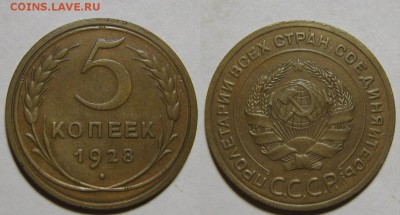 COINS.LAVE.RU
5
КОПЕЕК
1928
ПРОЛЕТАРИИ ВСЕХ СТРАН, СОЕДИНЯЙТЕСЬ!
С.С.С.Р.